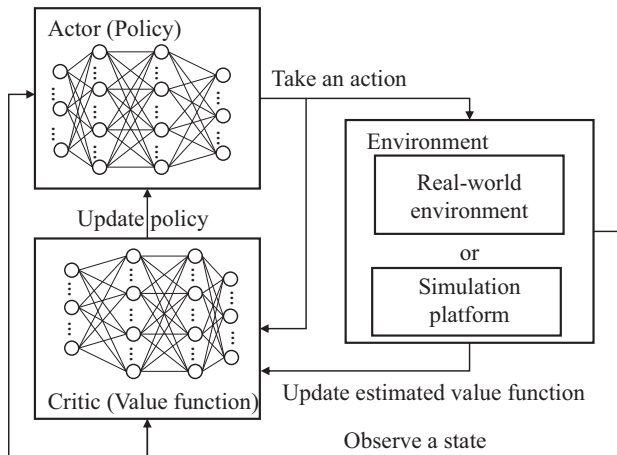 Actor (Policy)
Take an action
Environment
Real-world
environment
or
Simulation
platform
Update policy
Critic (Value function)
Update estimated value function
Observe a state